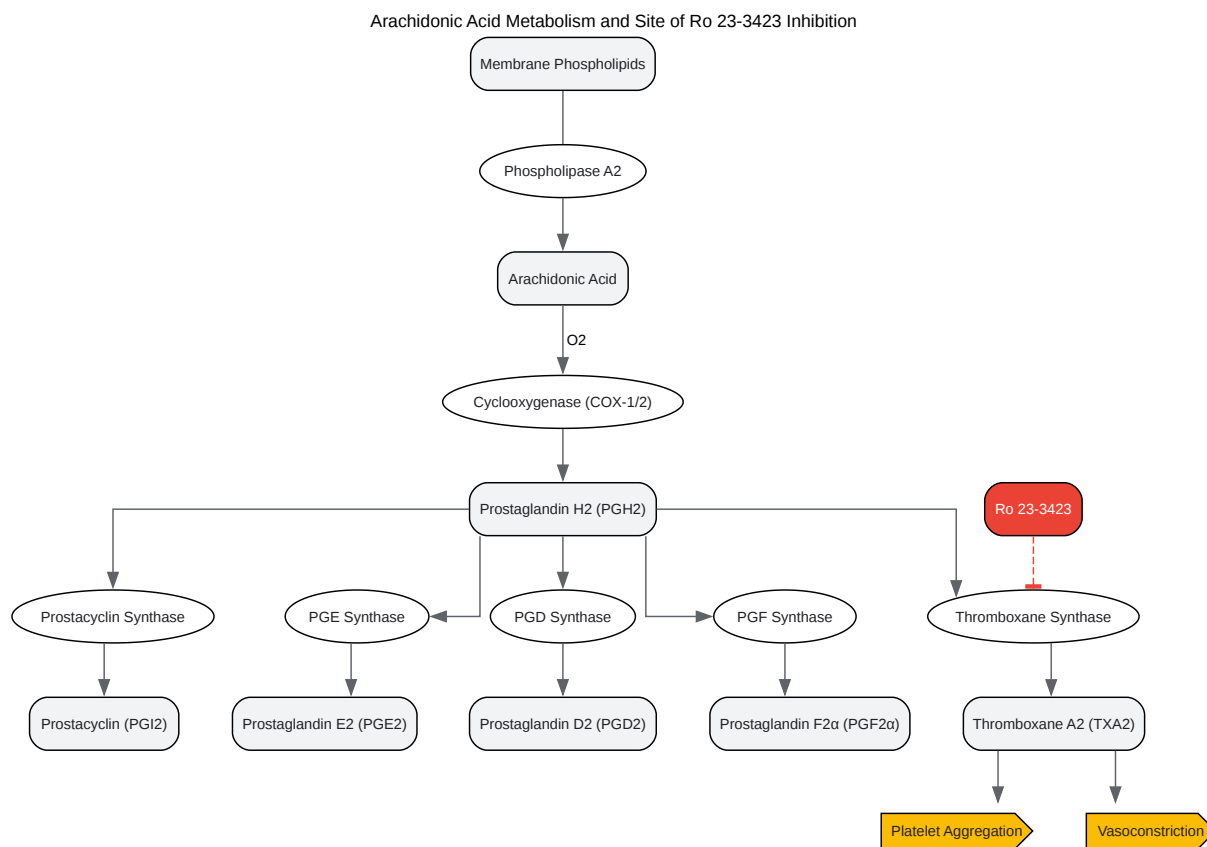 Arachidonic Acid Metabolism and Site of Ro 23-3423 Inhibition
Membrane Phospholipids
Phospholipase A2
Arachidonic Acid
O2
Cyclooxygenase (COX-1/2)
Prostaglandin H2 (PGH2)
Ro 23-3423
Prostacyclin Synthase
PGE Synthase
PGD Synthase
PGF Synthase
Thromboxane Synthase
Prostacyclin (PGI2)
Prostaglandin E2 (PGE2)
Prostaglandin D2 (PGD2)
Prostaglandin F2α (PGF2α)
Thromboxane A2 (TXA2)
Platelet Aggregation
Vasoconstriction